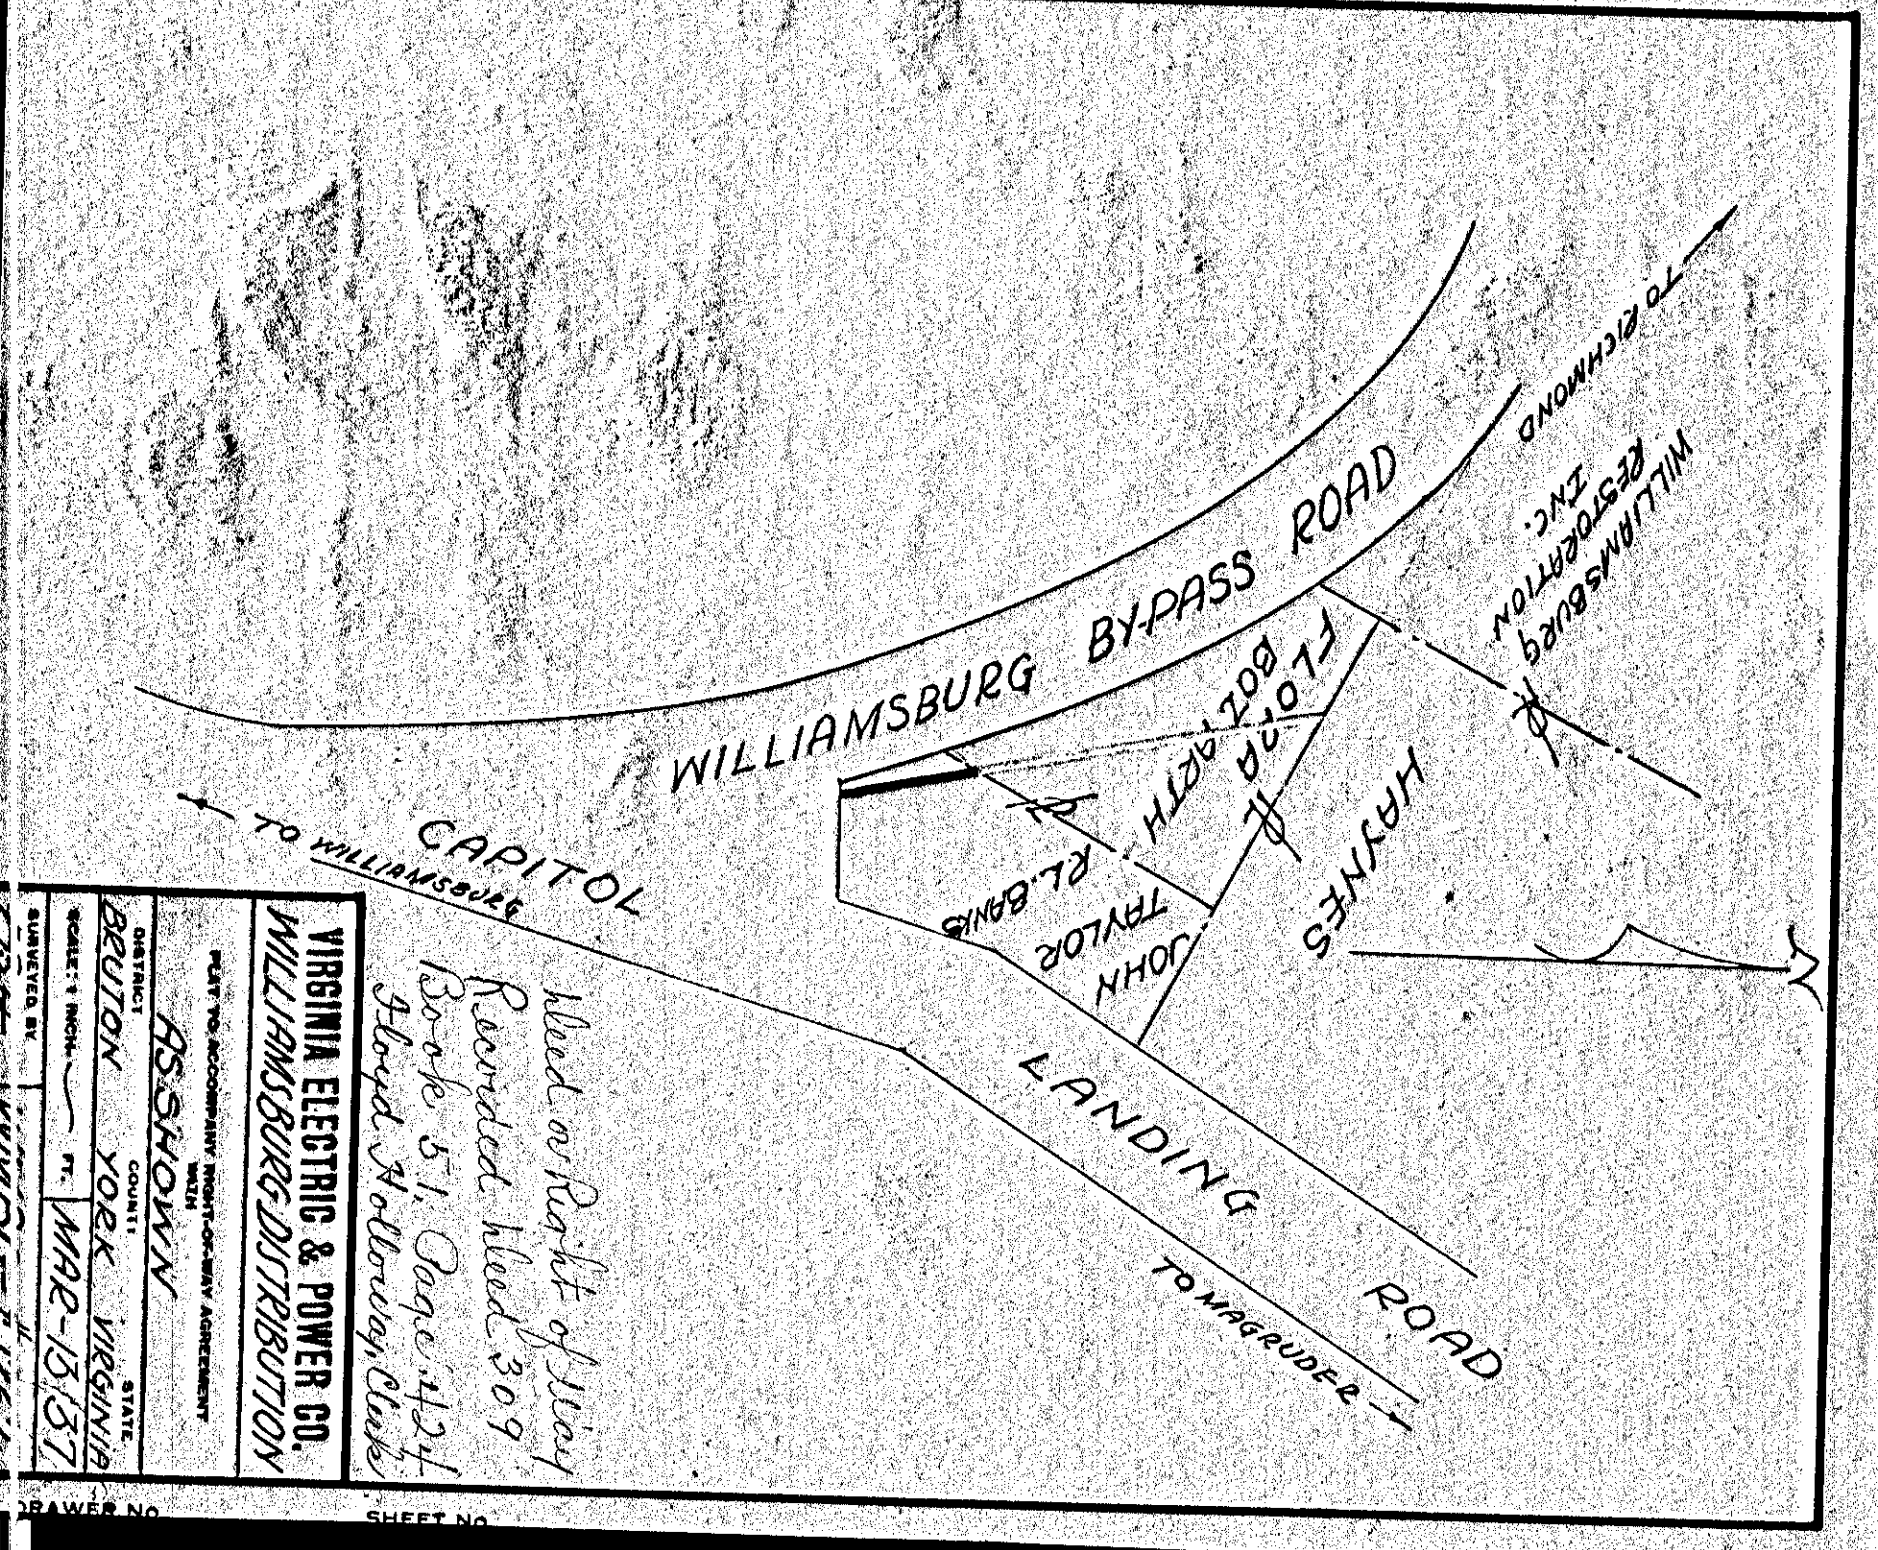 WILLIAMSBURG BY-PASS ROAD
TO RICHMOND
WILLIAMSBURG
RESTORATION
INC.
FLORA
BOZARTH
HAYNES
R.L. BANKS
JOHN
TAYLOR
CAPITOL LANDING ROAD
TO WILLIAMSBURG
TO MAGRUDER
Deed or Right of Way
Recorded Deed 309
Book 51, Page 424
Floyd Holloway, Clerk
VIRGINIA ELECTRIC & POWER CO.
WILLIAMSBURG DISTRIBUTION
PLAT TO ACCOMPANY RIGHT-OF-WAY AGREEMENT
WITH
AS SHOWN
DISTRICT COUNTY STATE
BRUTON YORK VIRGINIA
SCALE: 1 INCH FT. MAR-13-37
SURVEYED BY
DRAWER NO
SHEET NO